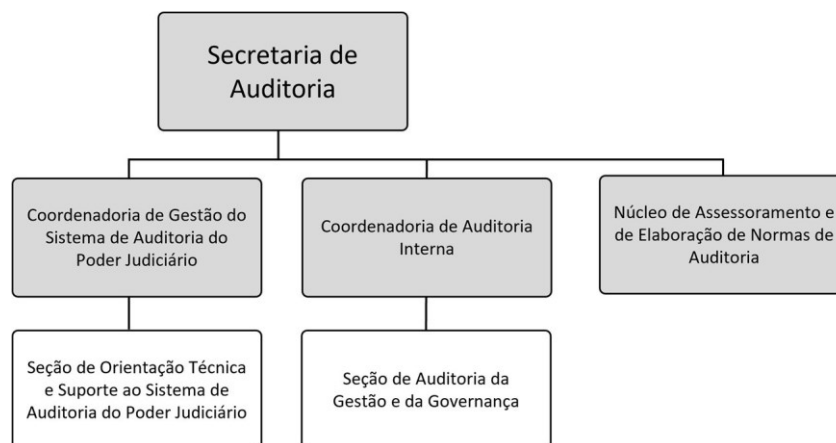 Secretaria de
Auditoria
Coordenadoria de Gestão do
Sistema de Auditoria do
Poder Judiciário
Coordenadoria de Auditoria
Interna
Núcleo de Assessoramento e
de Elaboração de Normas de
Auditoria
Seção de Orientação Técnica
e Suporte ao Sistema de
Auditoria do Poder Judiciário
Seção de Auditoria da
Gestão e da Governança